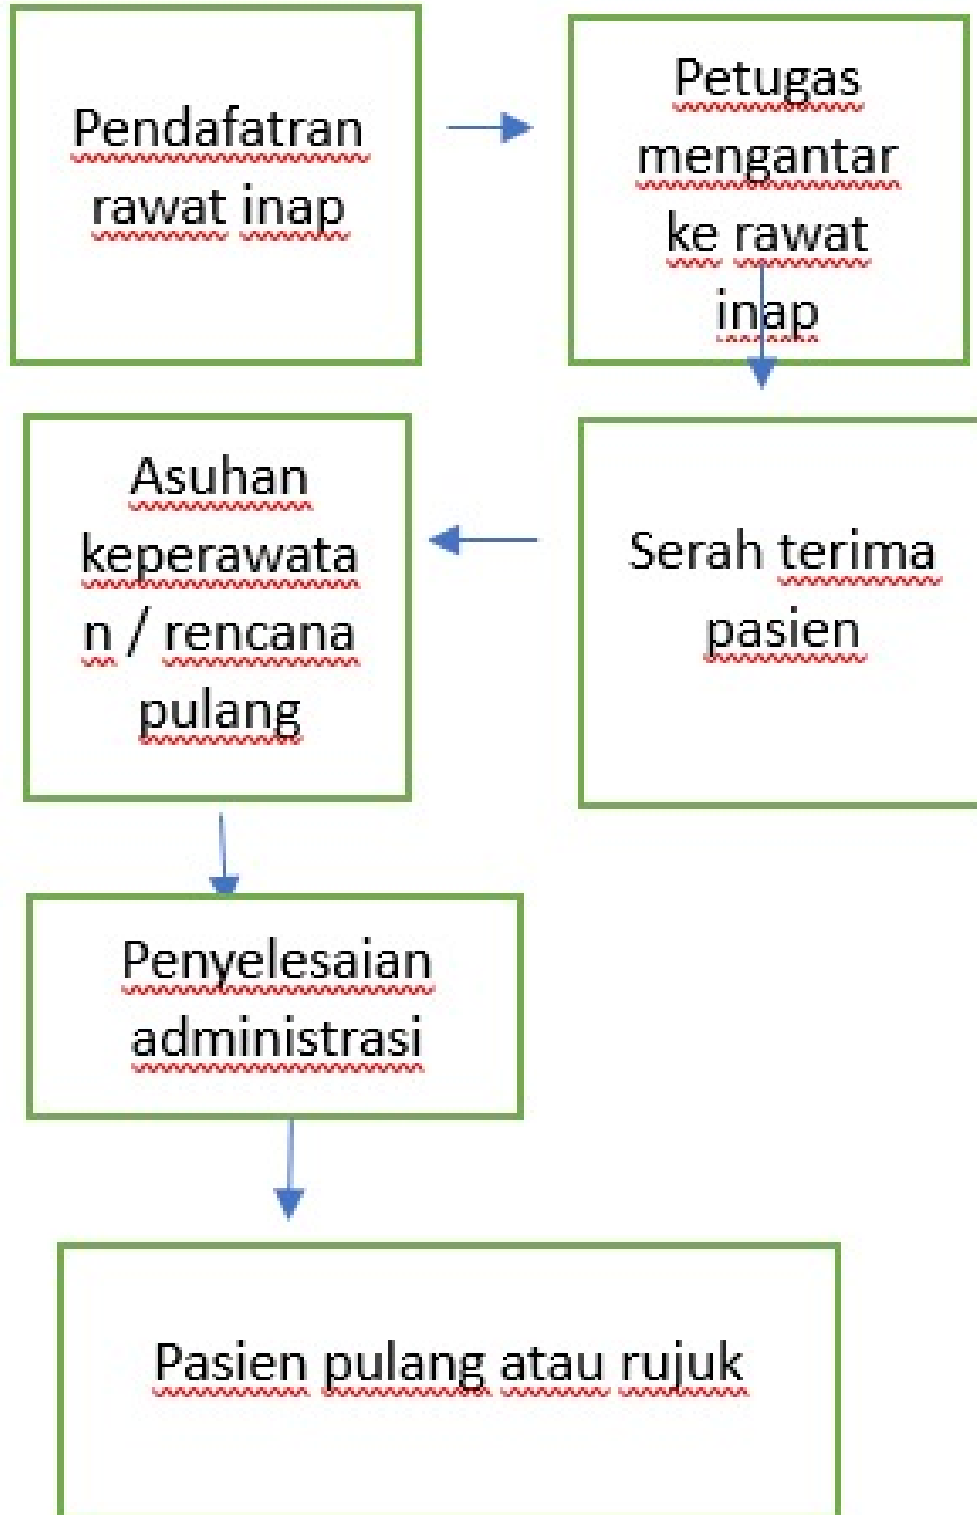 Pendafatran
rawat inap
Petugas
mengantar
ke rawat
inap
Serah terima
pasien
Asuhan
keperawata
n / rencana
pulang
Penyelesaian
administrasi
Pasien pulang atau rujuk